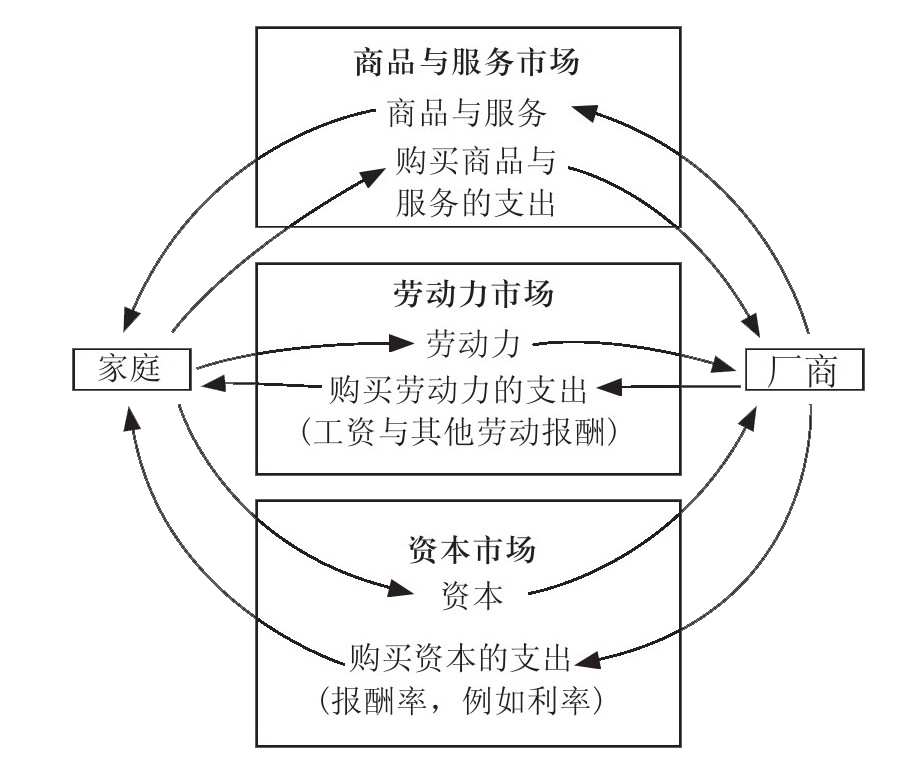 商品与服务市场
商品与服务
购买商品与
服务的支出
劳动力市场
劳动力
家庭
厂商
购买劳动力的支出
(工资与其他劳动报酬)
资本市场
资本
购买资本的支出
(报酬率，例如利率)